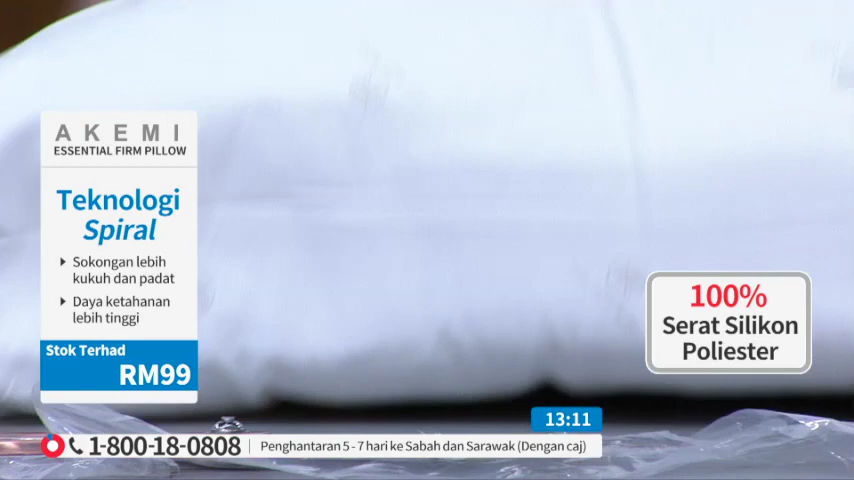 AKEMI
ESSENTIAL FIRM PILLOW
Teknologi
Spiral
Sokongan lebih
kukuh dan padat
Daya ketahanan
lebih tinggi
Stok Terhad
RM99
100%
Serat Silikon
Poliester
13:11
1-800-18-0808
Penghantaran 5 - 7 hari ke Sabah dan Sarawak (Dengan caj)